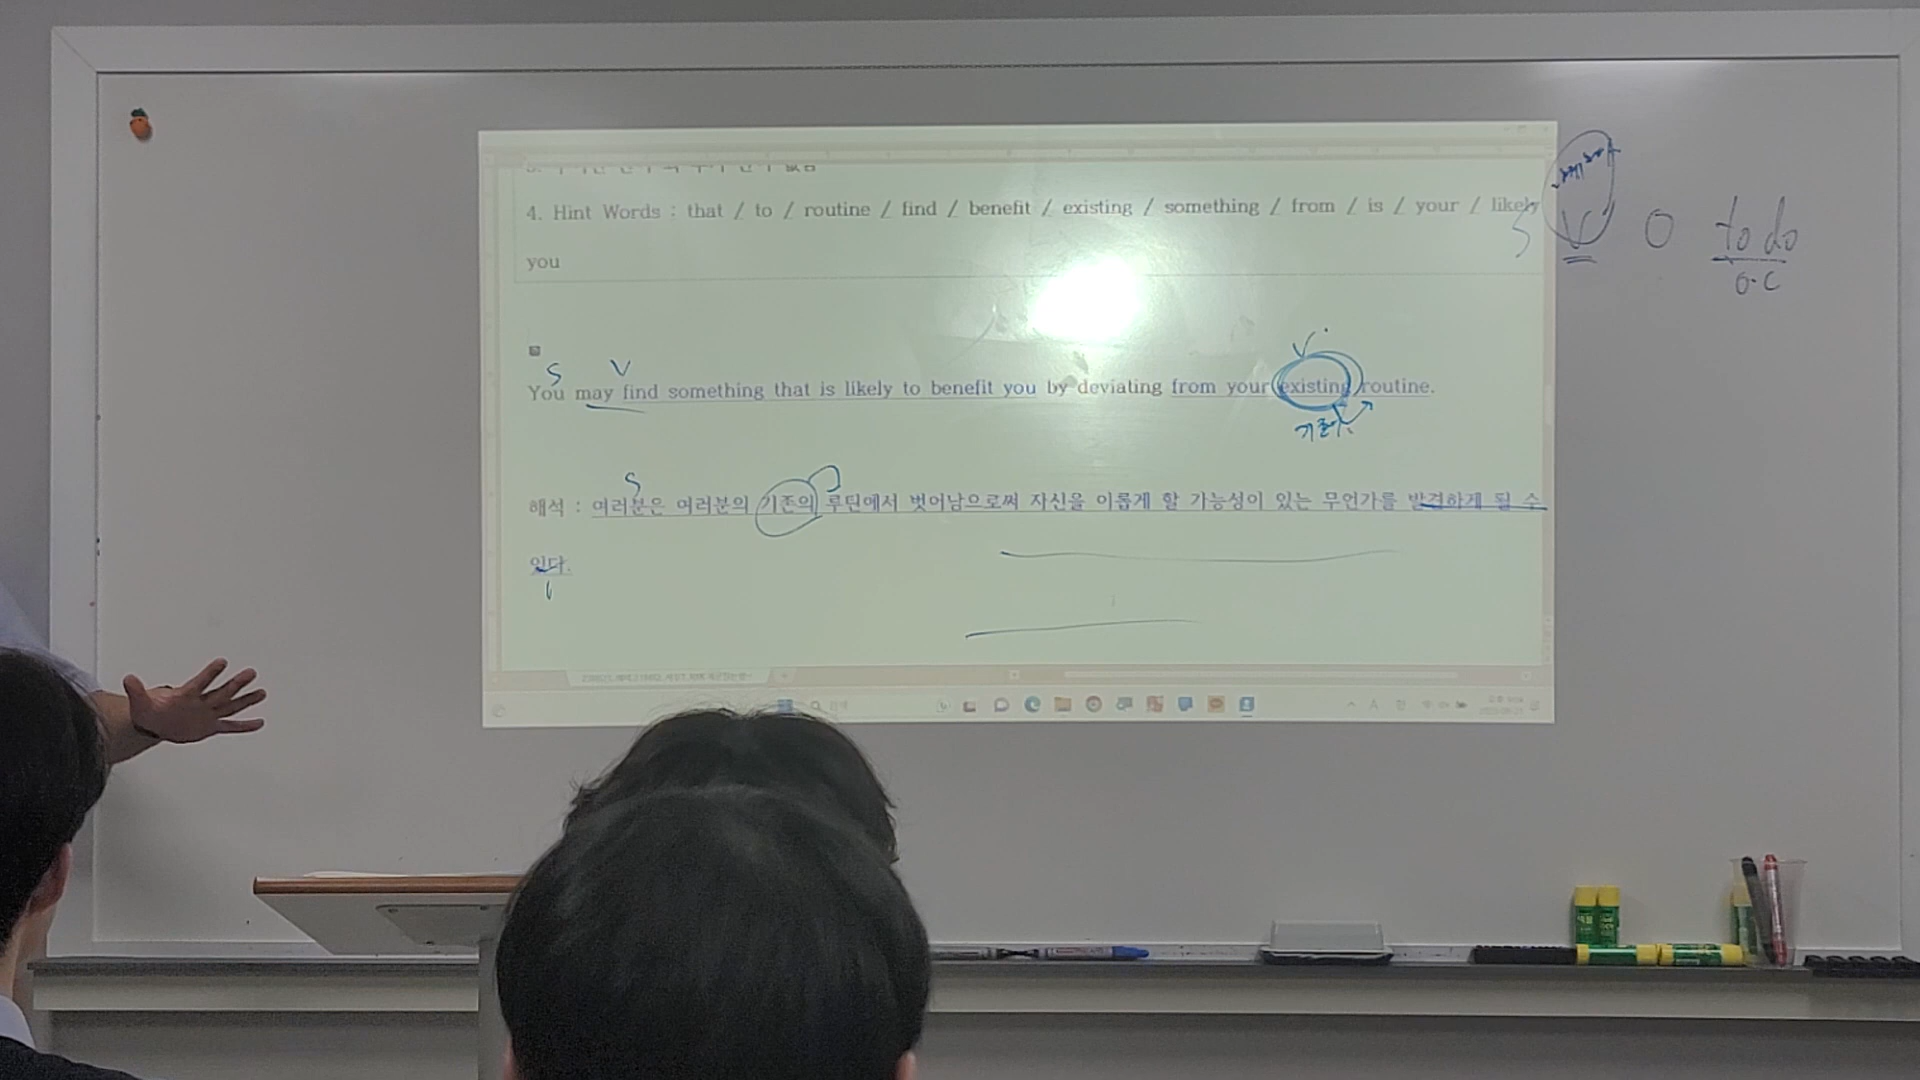 4. Hint Words : that / to / routine / find / benefit / existing / something / from / is / your / likely
you
S V O to do
O·C
S V
You may find something that is likely to benefit you by deviating from your existing routine.
V
S
해석 : 여러분은 여러분의 기존의 루틴에서 벗어남으로써 자신을 이롭게 할 가능성이 있는 무언가를 발견하게 될 수
있다.